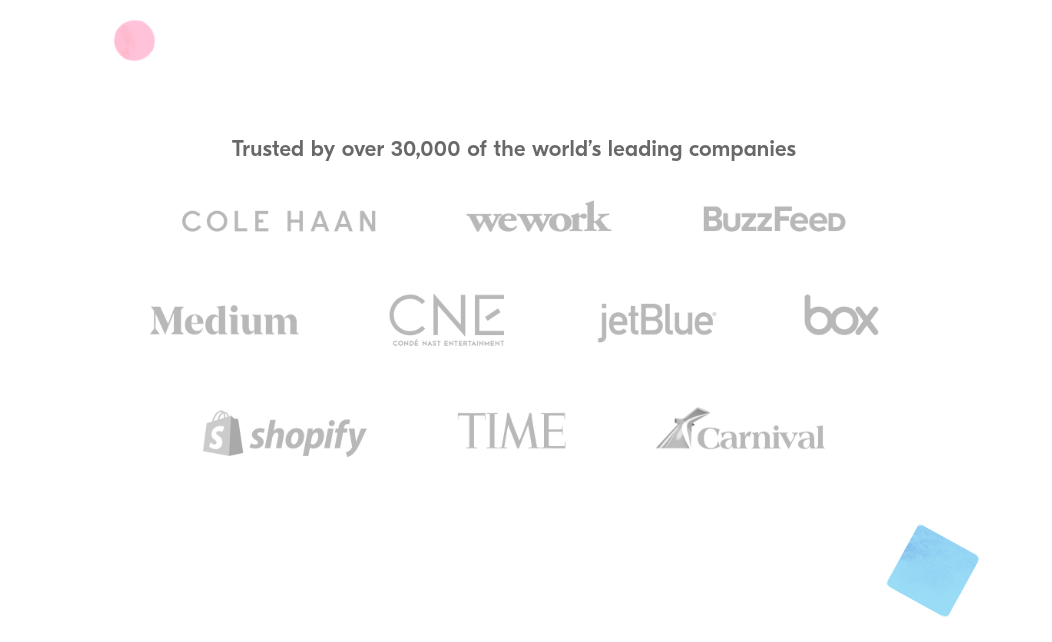 Trusted by over 30,000 of the world’s leading companies
COLE HAAN wework BuzzFeed
Medium CNE jetBlue® box
CONDÉ NAST ENTERTAINMENT
shopify TIME Carnival